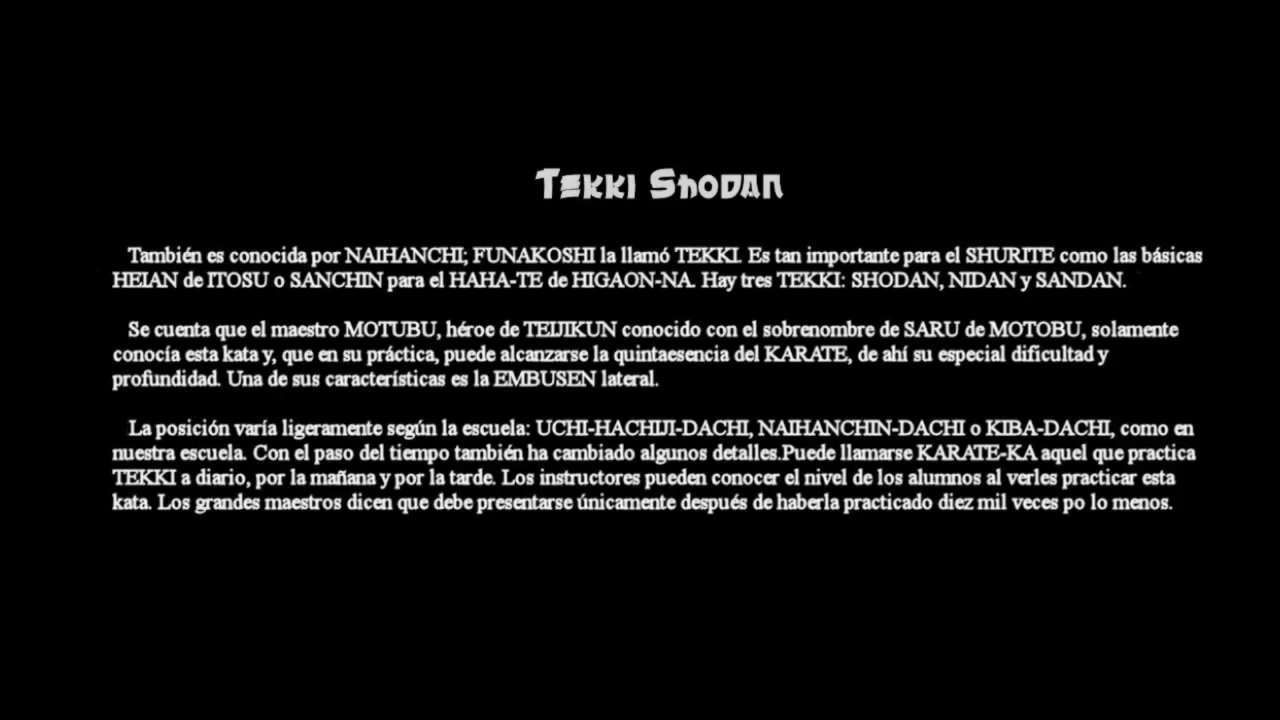 Tekki Shodan
También es conocida por NAIHANCHI; FUNAKOSHI la llamó TEKKI. Es tan importante para el SHURITE como las básicas
HEIAN de ITOSU o SANCHIN para el HAHA-TE de HIGAON-NA. Hay tres TEKKI: SHODAN, NIDAN y SANDAN.
Se cuenta que el maestro MOTUBU, héroe de TEIJIKUN conocido con el sobrenombre de SARU de MOTOBU, solamente
conocía esta kata y, que en su práctica, puede alcanzarse la quintaesencia del KARATE, de ahí su especial dificultad y
profundidad. Una de sus características es la EMBUSEN lateral.
La posición varía ligeramente según la escuela: UCHI-HACHIJI-DACHI, NAIHANCHIN-DACHI o KIBA-DACHI, como en
nuestra escuela. Con el paso del tiempo también ha cambiado algunos detalles.Puede llamarse KARATE-KA aquel que practica
TEKKI a diario, por la mañana y por la tarde. Los instructores pueden conocer el nivel de los alumnos al verles practicar esta
kata. Los grandes maestros dicen que debe presentarse únicamente después de haberla practicado diez mil veces po lo menos.